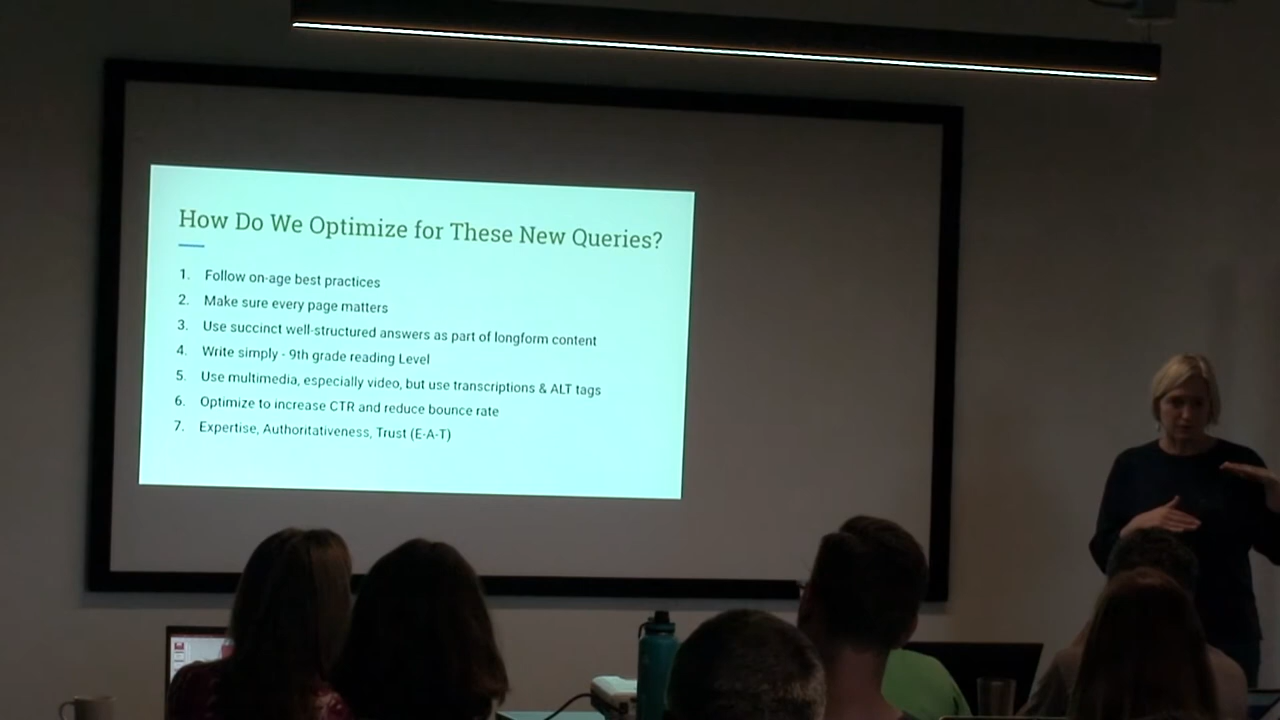 How Do We Optimize for These New Queries?
1. Follow on-age best practices
2. Make sure every page matters
3. Use succinct well-structured answers as part of longform content
4. Write simply - 9th grade reading Level
5. Use multimedia, especially video, but use transcriptions & ALT tags
6. Optimize to increase CTR and reduce bounce rate
7. Expertise, Authoritativeness, Trust (E-A-T)